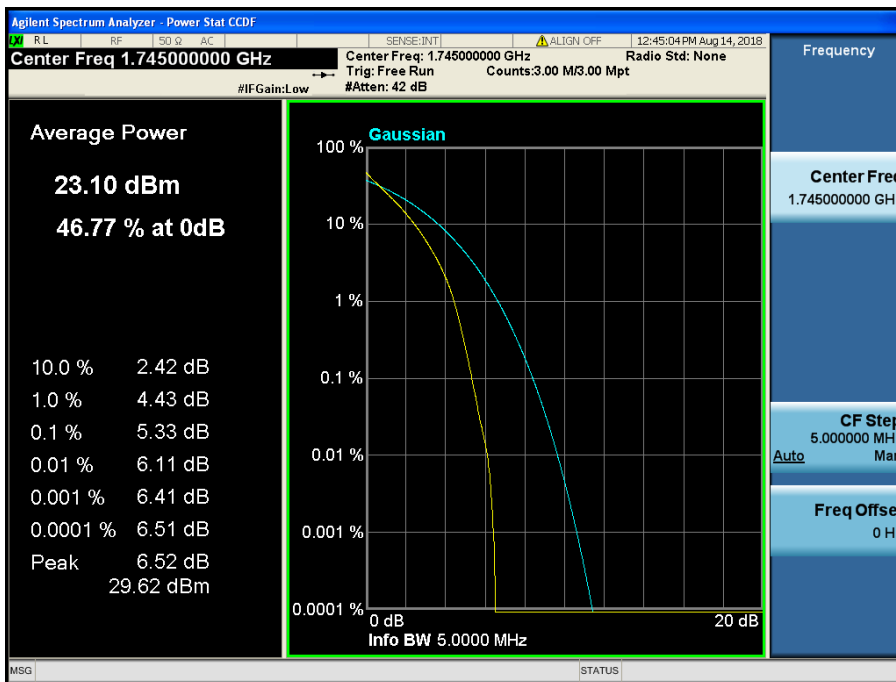 Agilent Spectrum Analyzer - Power Stat CCDF
LXI RL RF 50 Ω AC SENSE:INT ALIGN OFF 12:45:04 PM Aug 14, 2018
Center Freq 1.745000000 GHz
Center Freq: 1.745000000 GHz Radio Std: None
Trig: Free Run Counts:3.00 M/3.00 Mpt
#IFGain:Low #Atten: 42 dB
Frequency
Average Power
23.10 dBm
46.77 % at 0dB
10.0 % 2.42 dB
1.0 % 4.43 dB
0.1 % 5.33 dB
0.01 % 6.11 dB
0.001 % 6.41 dB
0.0001 % 6.51 dB
Peak 6.52 dB
29.62 dBm
Gaussian
100 %
10 %
1 %
0.1 %
0.01 %
0.001 %
0.0001 %
0 dB 20 dB
Info BW 5.0000 MHz
Center Fre
1.745000000 GH
CF Step
5.000000 MH
Auto Ma
Freq Offse
0 H
MSG STATUS